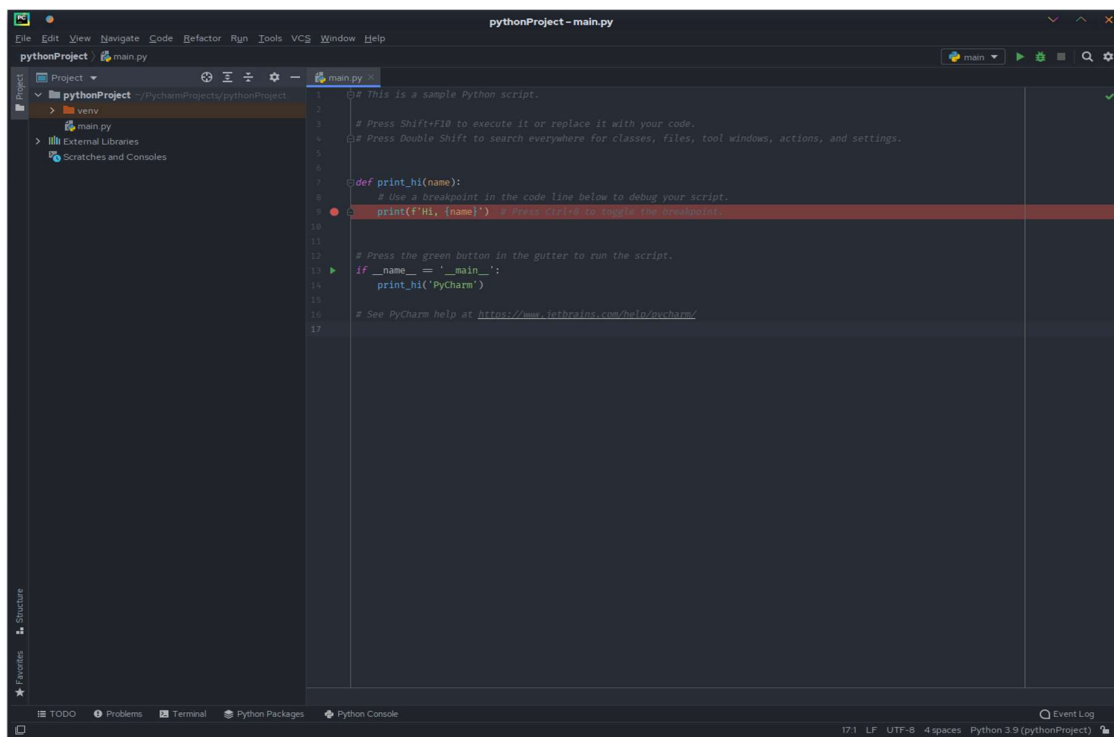 PC
pythonProject – main.py
File Edit View Navigate Code Refactor Run Tools VCS Window Help
pythonProject main.py
main
Project
Project
main.py
pythonProject ~/PycharmProjects/pythonProject
venv
main.py
External Libraries
Scratches and Consoles
1 # This is a sample Python script.
2
3 # Press Shift+F10 to execute it or replace it with your code.
4 # Press Double Shift to search everywhere for classes, files, tool windows, actions, and settings.
5
6
7 def print_hi(name):
8 # Use a breakpoint in the code line below to debug your script.
9 print(f'Hi, {name}') # Press Ctrl+8 to toggle the breakpoint.
10
11
12 # Press the green button in the gutter to run the script.
13 if __name__ == '__main__':
14 print_hi('PyCharm')
15
16 # See PyCharm help at https://www.jetbrains.com/help/pycharm/
17
Structure
Favorites
TODO Problems Terminal Python Packages Python Console
Event Log
17:1 LF UTF-8 4 spaces Python 3.9 (pythonProject)